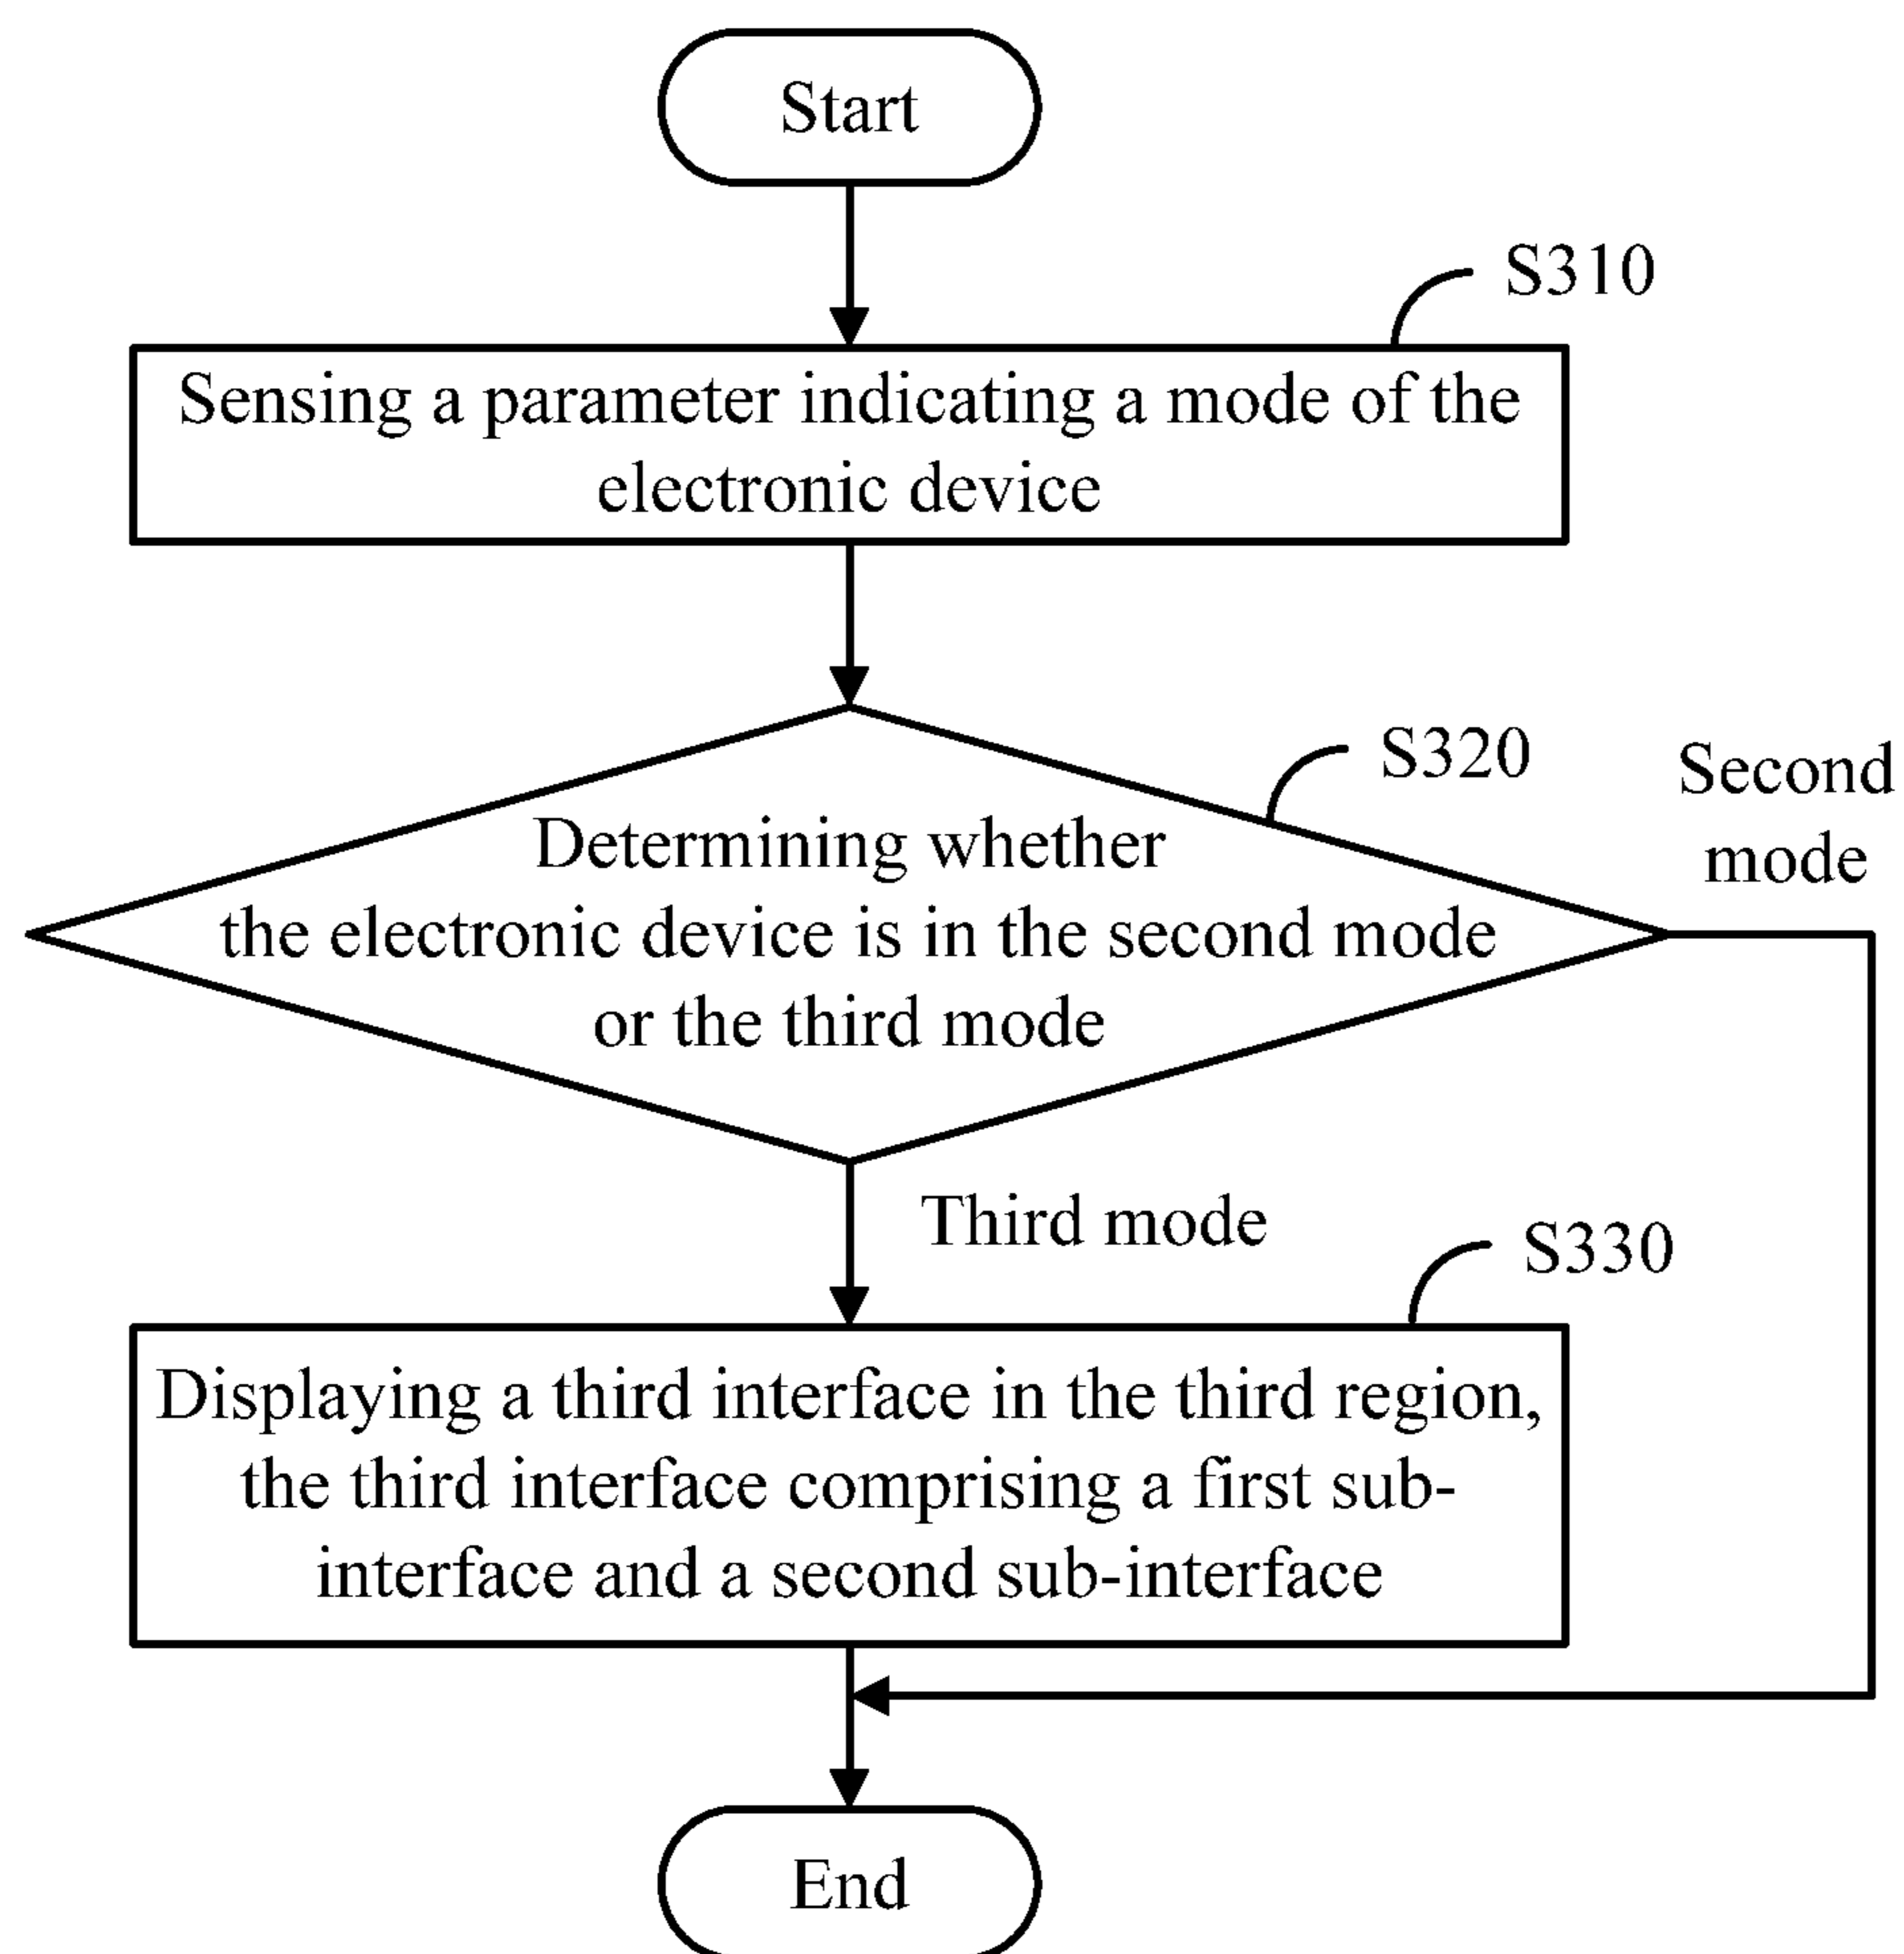 Start
S310
Sensing a parameter indicating a mode of the
electronic device
S320
Second
mode
Determining whether
the electronic device is in the second mode
or the third mode
Third mode
S330
Displaying a third interface in the third region,
the third interface comprising a first sub-
interface and a second sub-interface
End